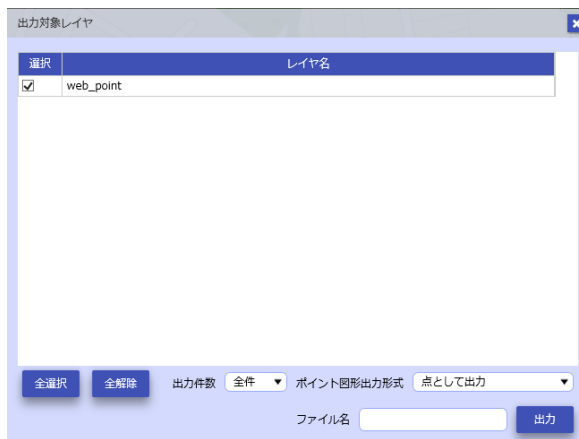 出力対象レイヤ
選択 レイヤ名
web_point
全選択 全解除 出力件数 全件 ポイント図形出力形式 点として出力
ファイル名 出力